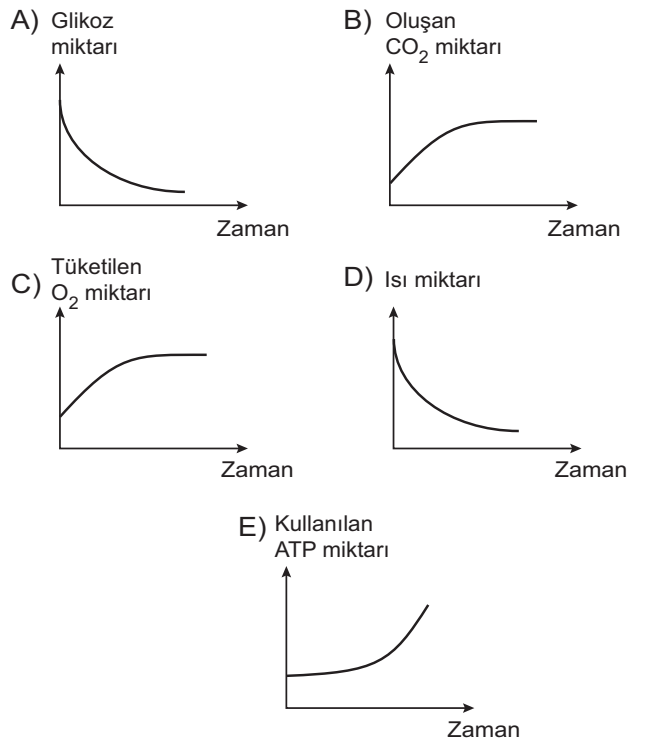 A) Glikoz
miktarı
Zaman
B) Oluşan
CO₂ miktarı
Zaman
C) Tüketilen
O₂ miktarı
Zaman
D) Isı miktarı
Zaman
E) Kullanılan
ATP miktarı
Zaman